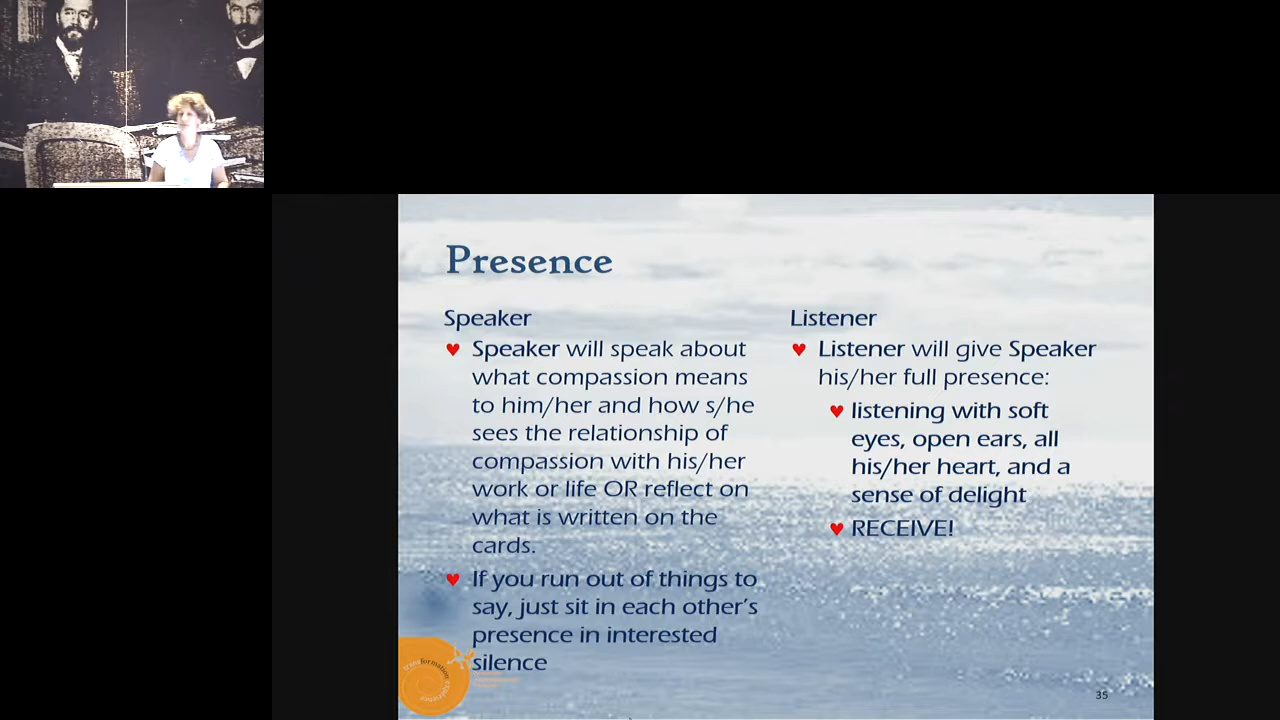 Presence
Speaker
Speaker will speak about
what compassion means
to him/her and how s/he
sees the relationship of
compassion with his/her
work or life OR reflect on
what is written on the
cards.
If you run out of things to
say, just sit in each other's
presence in interested
silence
Listener
Listener will give Speaker
his/her full presence:
listening with soft
eyes, open ears, all
his/her heart, and a
sense of delight
RECEIVE!
transformation
experience
35